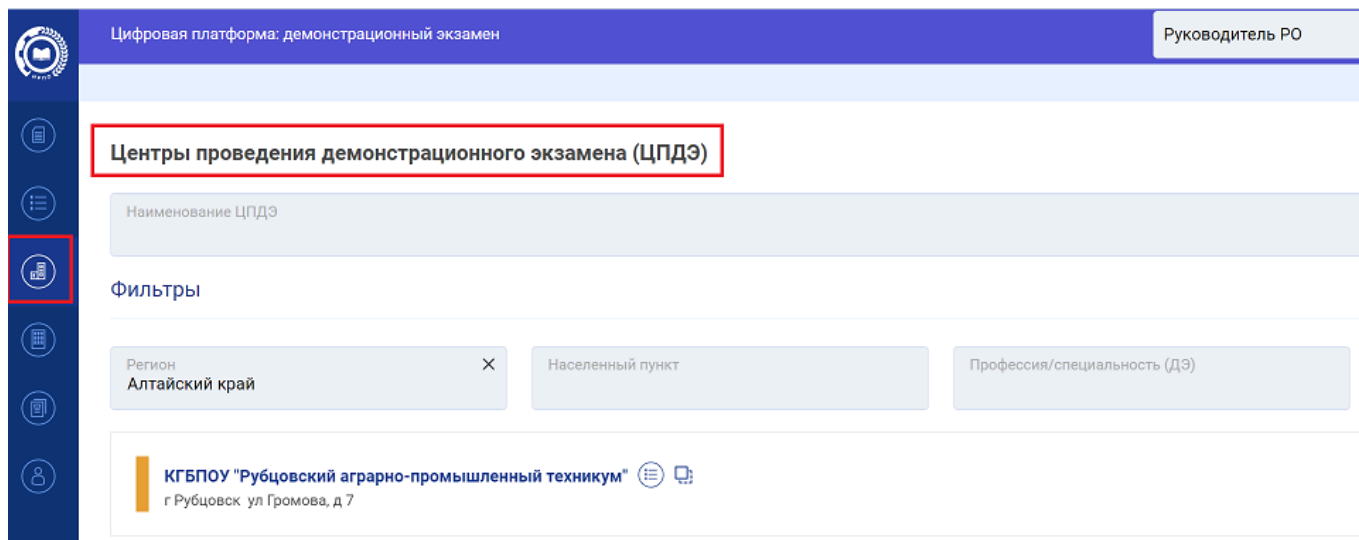 Цифровая платформа: демонстрационный экзамен
Руководитель РО
Центры проведения демонстрационного экзамена (ЦПДЭ)
Наименование ЦПДЭ
Фильтры
Регион
Алтайский край
Населенный пункт
Профессия/специальность (ДЭ)
КГБПОУ "Рубцовский аграрно-промышленный техникум"
г Рубцовск ул Громова, д 7